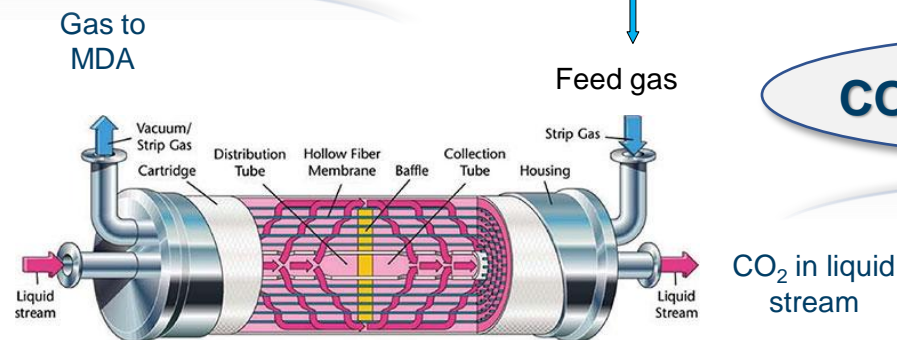 Gas to
MDA
Feed gas
Vacuum/
Strip Gas
Strip Gas
Cartridge
Distribution
Tube
Hollow Fiber
Membrane
Baffle
Collection
Tube
Housing
Liquid
stream
Liquid
Stream
CO₂ in liquid
stream